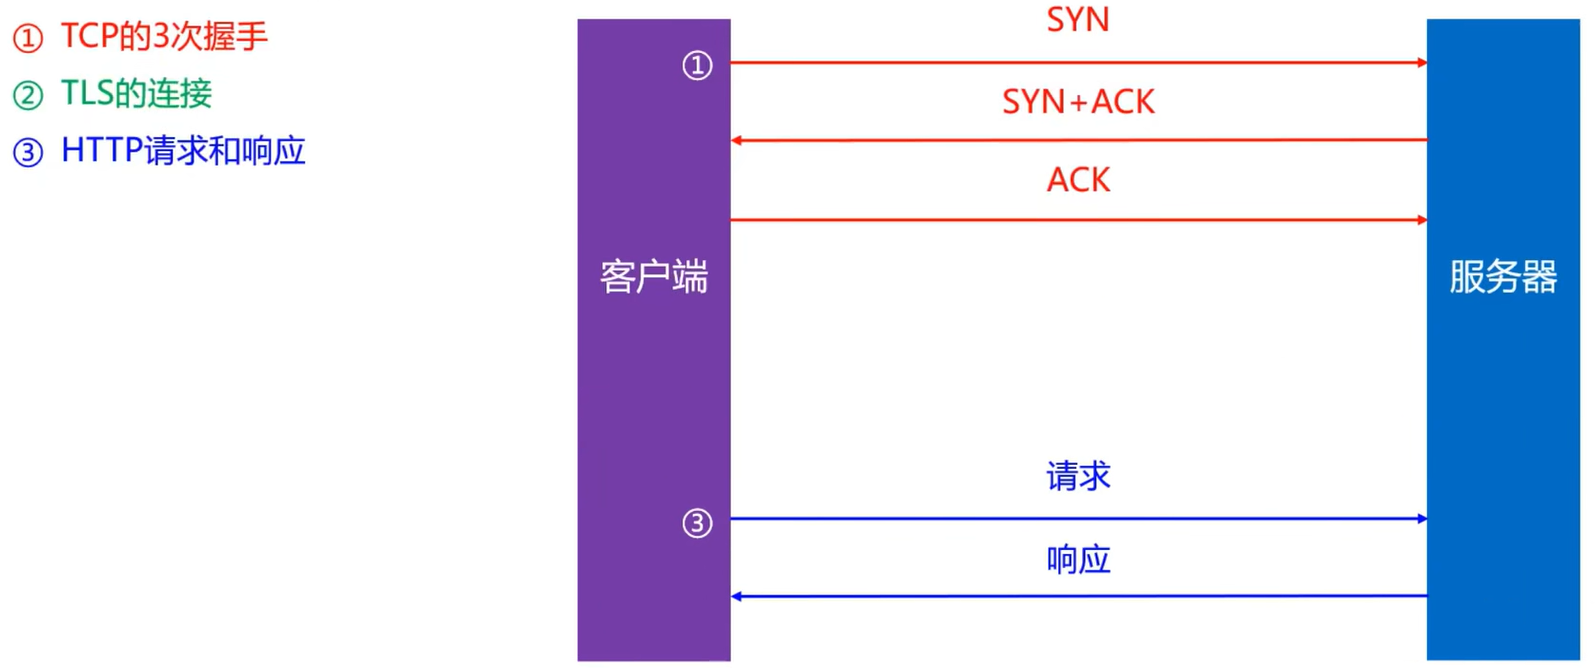 ① TCP的3次握手
② TLS的连接
③ HTTP请求和响应
SYN
①
SYN+ACK
ACK
客户端
服务器
请求
③
响应